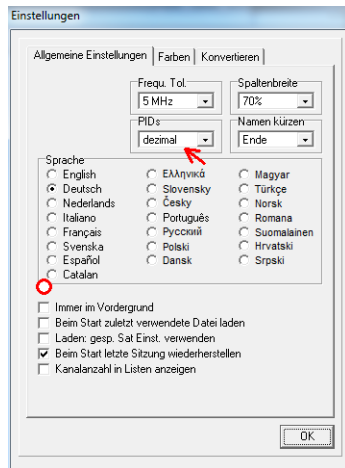 Einstellungen
Allgemeine Einstellungen Farben Konvertieren
Frequ. Tol. Spaltenbreite
5 MHz 70%
PIDs Namen kürzen
dezimal Ende
Sprache
English Ελληνικά Magyar
Deutsch Slovensky Türkçe
Nederlands Česky Norsk
Italiano Português Romana
Français Русский Suomalainen
Svenska Polski Hrvatski
Español Dansk Srpski
Catalan
Immer im Vordergrund
Beim Start zuletzt verwendete Datei laden
Laden: gesp. Sat Einst. verwenden
Beim Start letzte Sitzung wiederherstellen
Kanalanzahl in Listen anzeigen
OK